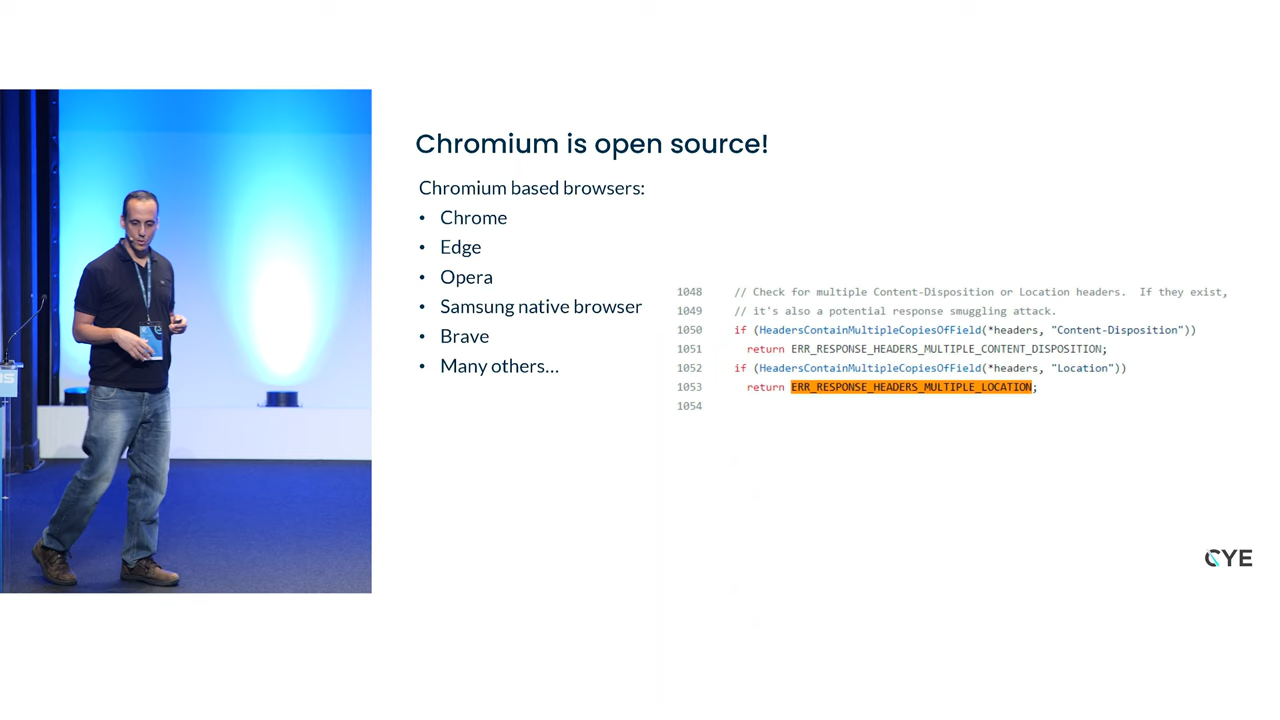 Chromium is open source!
Chromium based browsers:
• Chrome
• Edge
• Opera
• Samsung native browser
• Brave
• Many others...
1048 // Check for multiple Content-Disposition or Location headers.  If they exist,
1049 // it's also a potential response smuggling attack.
1050 if (HeadersContainMultipleCopiesOfField(*headers, "Content-Disposition"))
1051 return ERR_RESPONSE_HEADERS_MULTIPLE_CONTENT_DISPOSITION;
1052 if (HeadersContainMultipleCopiesOfField(*headers, "Location"))
1053 return ERR_RESPONSE_HEADERS_MULTIPLE_LOCATION;
1054
CYE